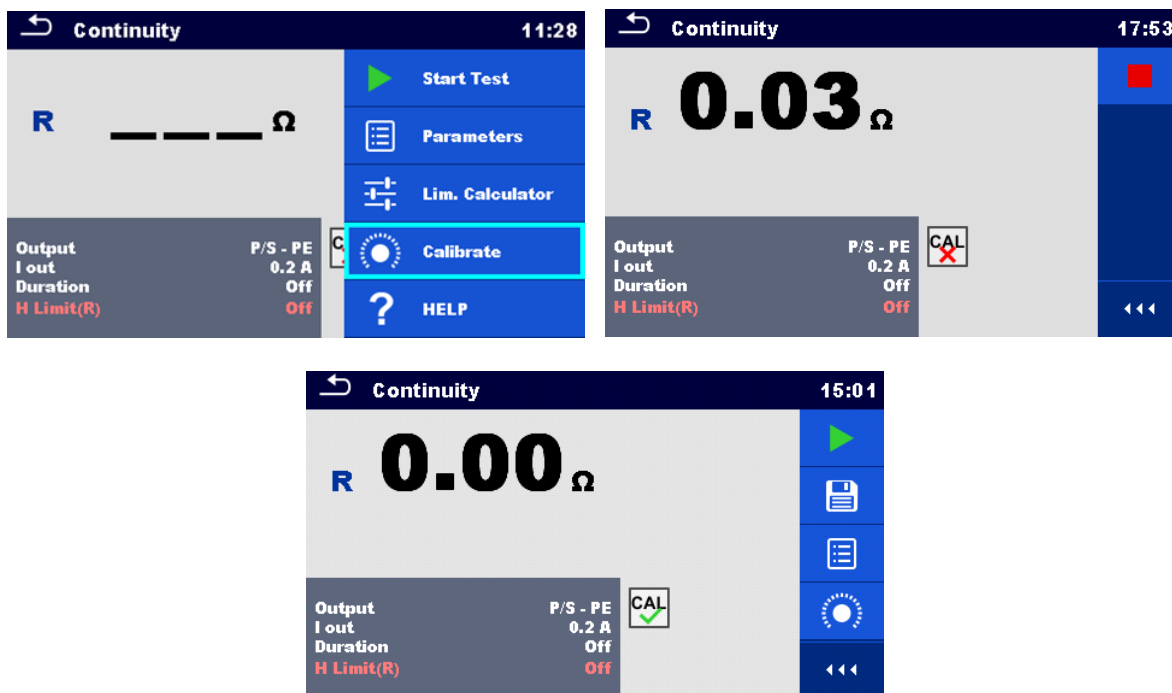 Continuity 11:28
R ___ Ω
Start Test
Parameters
Lim. Calculator
Calibrate
HELP
Output P/S - PE
I out 0.2 A
Duration Off
H Limit(R) Off
Continuity 17:53
R 0.03 Ω
Output P/S - PE
I out 0.2 A
Duration Off
H Limit(R) Off
CAL
Continuity 15:01
R 0.00 Ω
Output P/S - PE
I out 0.2 A
Duration Off
H Limit(R) Off
CAL